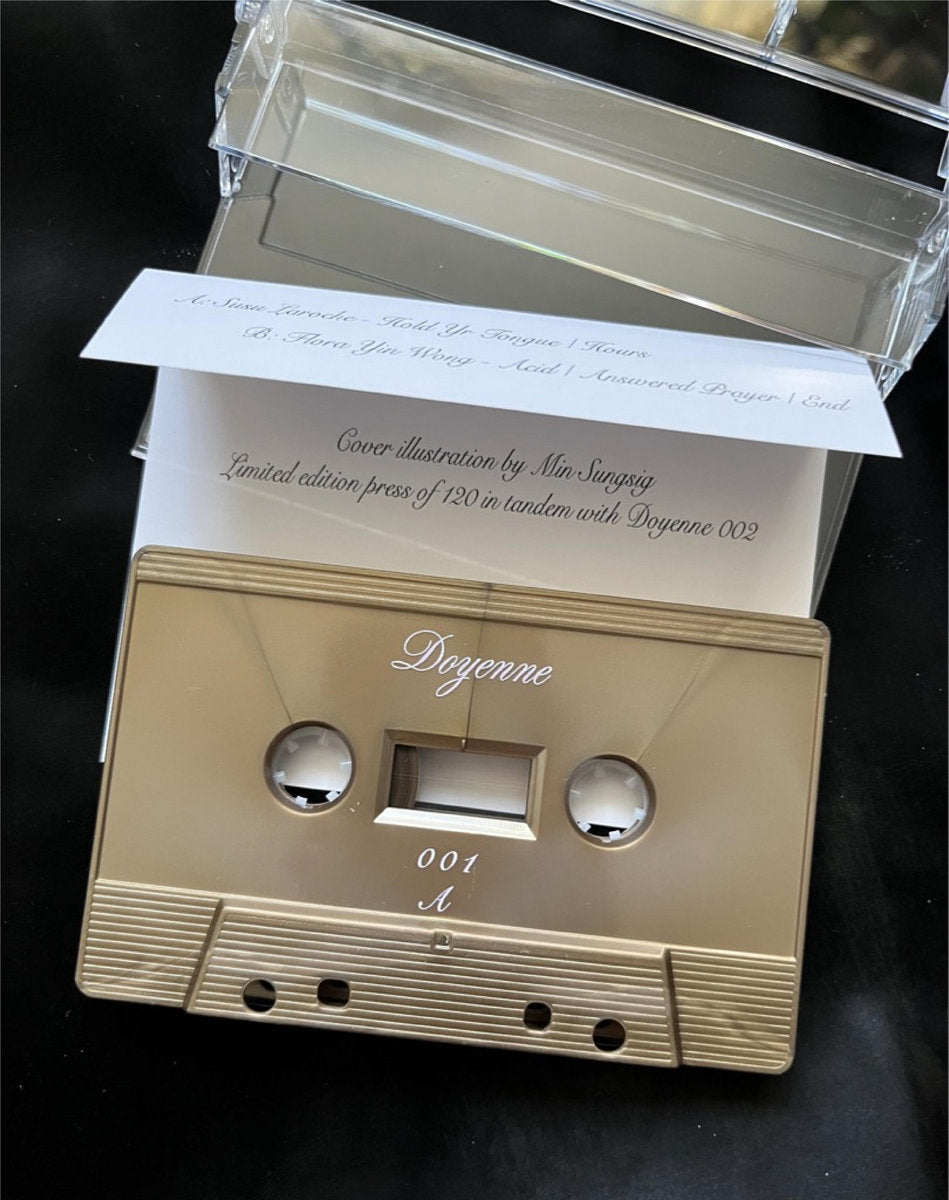 A: Susu Laroche - Hold Yr Tongue | Hours
B: Flora Yin Wong - Acid | Answered Prayer | End
Cover illustration by Min Sungsig
Limited edition press of 120 in tandem with Doyenne 002
Doyenne
001
A